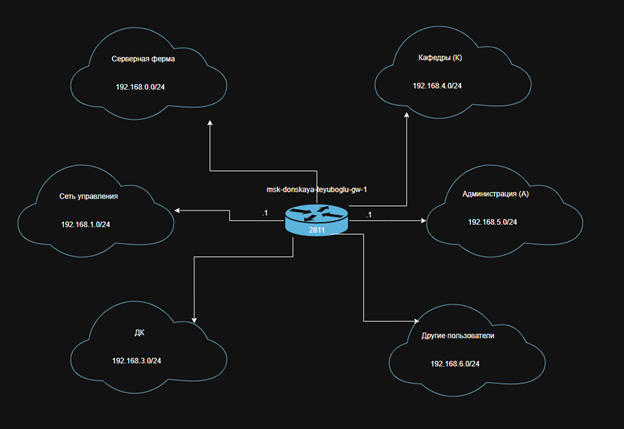 Серверная ферма
192.168.0.0/24
Кафедры (К)
192.168.4.0/24
msk-donskaya-teyuboglu-gw-1
Сеть управления
192.168.1.0/24
.1
2811
.1
Администрация (А)
192.168.5.0/24
ДК
192.168.3.0/24
Другие пользователи
192.168.6.0/24